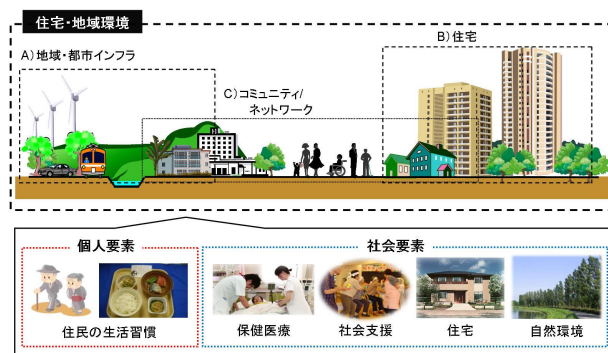 住宅・地域環境
A)地域・都市インフラ
B)住宅
C)コミュニティ/
ネットワーク
個人要素
社会要素
住民の生活習慣
保健医療
社会支援
住宅
自然環境